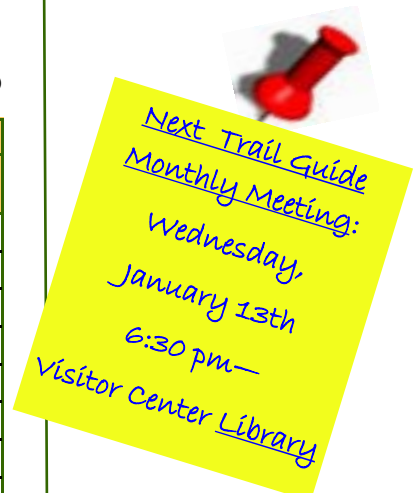 Next Trail Guide
Monthly Meeting:
Wednesday,
January 13th
6:30 pm—
Visitor Center Library